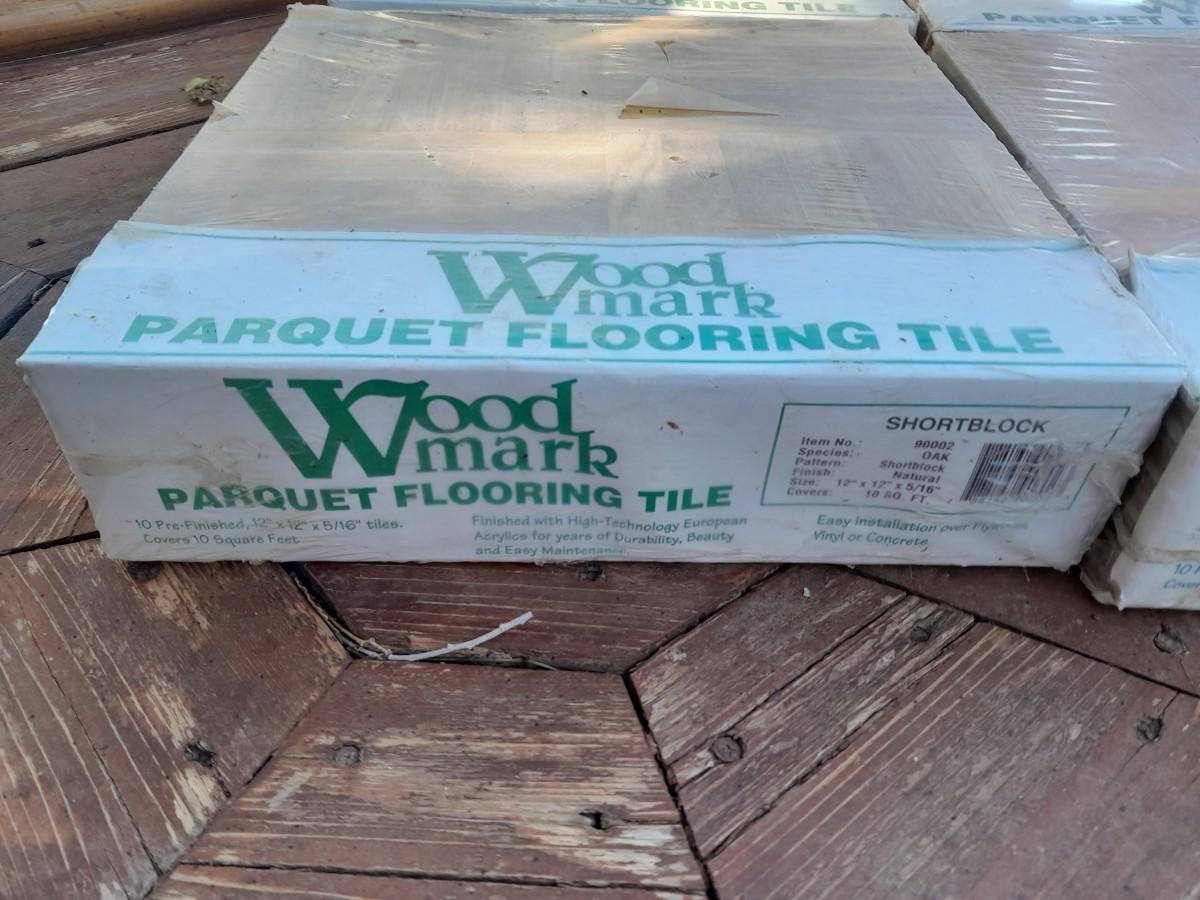 PARQUET FLOORING TILE
PARQUET F
Wood
mark
PARQUET FLOORING TILE
Wood
mark
PARQUET FLOORING TILE
10 Pre-Finished, 12" x 12" x 5/16" tiles.
Covers 10 Square Feet
Finished with High-Technology European
Acrylics for years of Durability, Beauty
and Easy Maintenance
Easy Installation over
Vinyl or Concrete
SHORTBLOCK
Item No.: 90002
Species: OAK
Pattern: Shortblock
Finish: Natural
Size: 12" x 12" x 5/16"
Covers: 10 SQ. FT
10